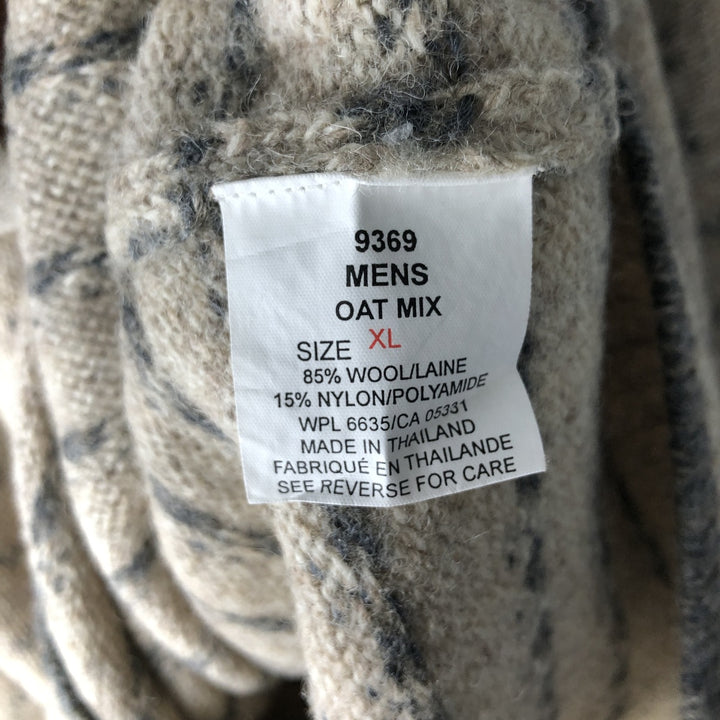 9369
MENS
OAT MIX
SIZE XL
85% WOOL/LAINE
15% NYLON/POLYAMIDE
WPL 6635/CA 05331
MADE IN THAILAND
FABRIQUÉ EN THAILANDE
SEE REVERSE FOR CARE